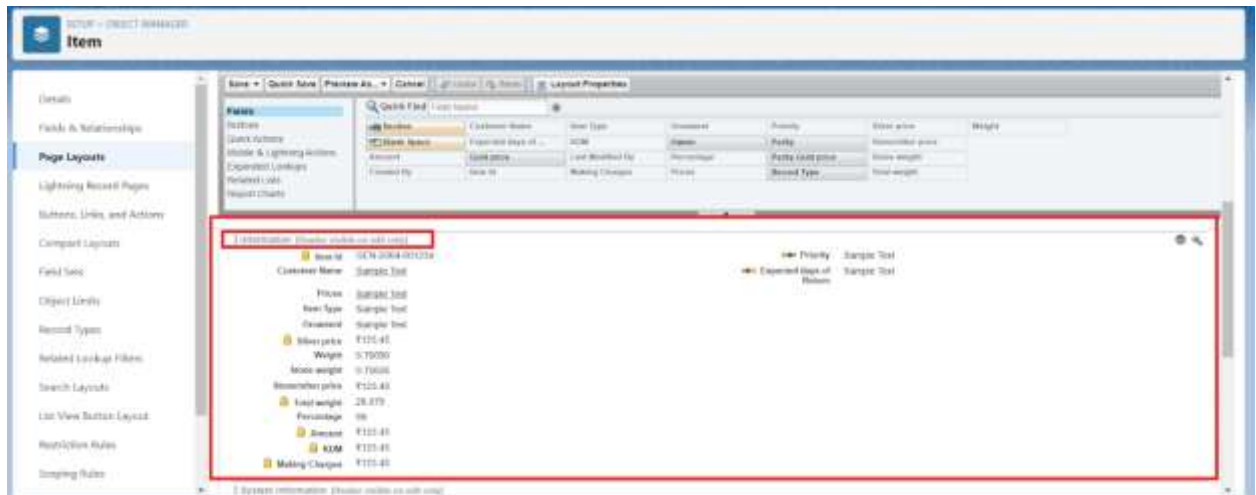 SETUP > OBJECT MANAGER
Item
Details
Fields & Relationships
Page Layouts
Lightning Record Pages
Buttons, Links, and Actions
Compact Layouts
Field Sets
Object Limits
Record Types
Related Lookup Filters
Search Layouts
List View Button Layout
Restriction Rules
Scoping Rules
Save Quick Save Preview As... Cancel Undo Redo Layout Properties
Fields
Buttons
Quick Actions
Mobile & Lightning Actions
Expanded Lookups
Related Lists
Report Charts
Quick Find Field Name
Section Customer Name Item Type Ornament Priority Silver price Weight
Blank Space Expected days of ... KDM Owner Purity
Amount Gold price Last Modified By Percentage Purity Gold price Stone weight
Created By Item Id Making Charges Prices Record Type Total weight
Information (Header visible on edit only)
Item Id GEN-2004-001234
Customer Name Sample Text
Prices Sample Text
Item Type Sample Text
Ornament Sample Text
Silver price ₹123.45
Weight
Stone weight
price ₹123.45
Total weight
Percentage
Amount ₹123.45
KDM ₹123.45
Making Charges ₹123.45
Priority Sample Text
Expected days of Return Sample Text
System Information (Header visible on edit only)